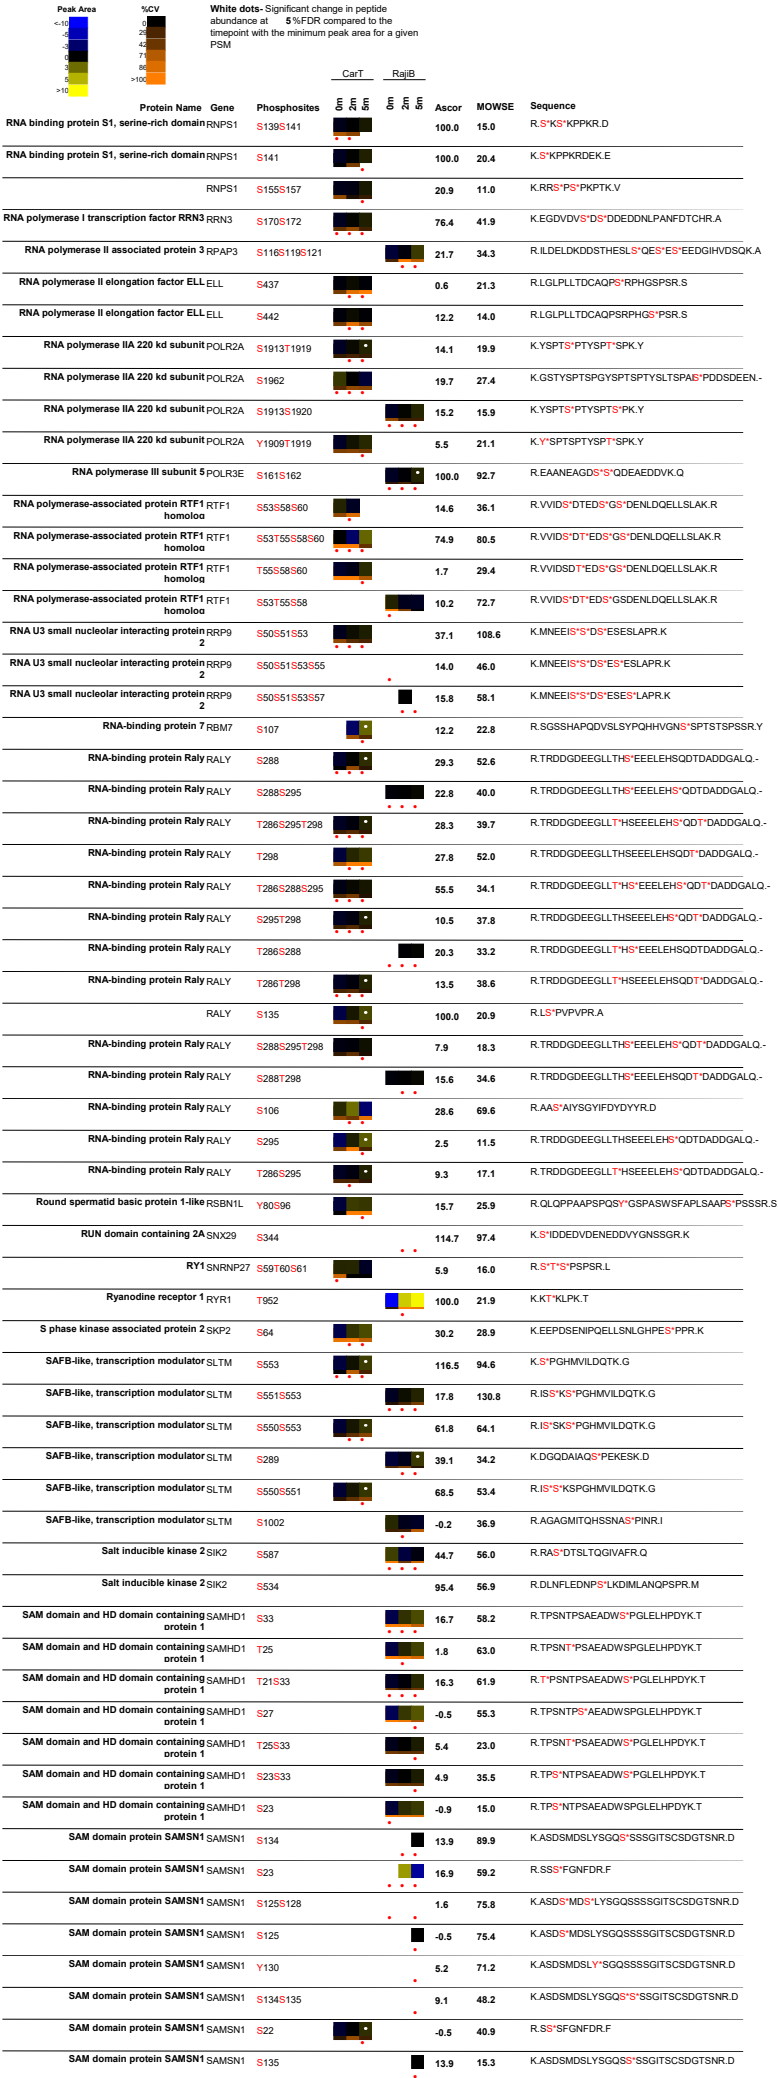 Peak Area %CV White dots- Significant change in peptide
abundance at 5 %FDR compared to the
timepoint with the minimum peak area for a given
PSM
<-10 0
-5 29
-3 42
0 71
3 86
5 >100
>10
CarT RajiB
0m 2m 5m 0m 2m 5m
Protein Name Gene Phosphosites Ascor MOWSE Sequence
RNA binding protein S1, serine-rich domain RNPS1 S139S141 100.0 15.0 R.S*KS*KPPKR.D
RNA binding protein S1, serine-rich domain RNPS1 S141 100.0 20.4 K.S*KPPKRDEK.E
RNPS1 S155S157 20.9 11.0 K.RRS*PS*PKPTK.V
RNA polymerase I transcription factor RRN3 RRN3 S170S172 76.4 41.9 K.EGDVDVS*DS*DDEDDNLPANFDTCHR.A
RNA polymerase II associated protein 3 RPAP3 S116S119S121 21.7 34.3 R.ILDELDKDDSTHESLS*QES*ES*EEDGIHVDSQK.A
RNA polymerase II elongation factor ELL ELL S437 0.6 21.3 R.LGLPLLTDCAQPS*RPHGSPSR.S
RNA polymerase II elongation factor ELL ELL S442 12.2 14.0 R.LGLPLLTDCAQPSRPHGS*PSR.S
RNA polymerase IIA 220 kd subunit POLR2A S1913T1919 14.1 19.9 K.YSPTS*PTYSPT*SPK.Y
RNA polymerase IIA 220 kd subunit POLR2A S1962 19.7 27.4 K.GSTYSPTSPGYSPTSPTYSLTSPAIS*PDDSDEEN.-
RNA polymerase IIA 220 kd subunit POLR2A S1913S1920 15.2 15.9 K.YSPTS*PTYSPTS*PK.Y
RNA polymerase IIA 220 kd subunit POLR2A Y1909T1919 5.5 21.1 K.Y*SPTSPTYSPT*SPK.Y
RNA polymerase III subunit 5 POLR3E S161S162 100.0 92.7 R.EAANEAGDS*S*QDEAEDDVK.Q
RNA polymerase-associated protein RTF1 RTF1 S53S58S60 14.6 36.1 R.VVIDS*DTEDS*GS*DENLDQELLSLAK.R
homolog
RNA polymerase-associated protein RTF1 RTF1 S53T55S58S60 74.9 80.5 R.VVIDS*DT*EDS*GS*DENLDQELLSLAK.R
homolog
RNA polymerase-associated protein RTF1 RTF1 T55S58S60 1.7 29.4 R.VVIDSDT*EDS*GS*DENLDQELLSLAK.R
homolog
RNA polymerase-associated protein RTF1 RTF1 S53T55S58 10.2 72.7 R.VVIDS*DT*EDS*GSDENLDQELLSLAK.R
homolog
RNA U3 small nucleolar interacting protein RRP9 S50S51S53 37.1 108.6 K.MNEEIS*S*DS*ESESLAPR.K
2
RNA U3 small nucleolar interacting protein RRP9 S50S51S53S55 14.0 46.0 K.MNEEIS*S*DS*ES*ESLAPR.K
2
RNA U3 small nucleolar interacting protein RRP9 S50S51S53S57 15.8 58.1 K.MNEEIS*S*DS*ESES*LAPR.K
2
RNA-binding protein 7 RBM7 S107 12.2 22.8 R.SGSSHAPQDVSLSYPQHHVGNS*SPTSTSPSSR.Y
RNA-binding protein Raly RALY S288 29.3 52.6 R.TRDDGDEEGLLTHS*EEELEHSQDTDADDGALQ.-
RNA-binding protein Raly RALY S288S295 22.8 40.0 R.TRDDGDEEGLLTHS*EEELEHS*QDTDADDGALQ.-
RNA-binding protein Raly RALY T286S295T298 28.3 39.7 R.TRDDGDEEGLLT*HSEEELEHS*QDT*DADDGALQ.-
RNA-binding protein Raly RALY T298 27.8 52.0 R.TRDDGDEEGLLTHSEEELEHSQDT*DADDGALQ.-
RNA-binding protein Raly RALY T286S288S295 55.5 34.1 R.TRDDGDEEGLLT*HS*EEELEHS*QDT*DADDGALQ.-
RNA-binding protein Raly RALY S295T298 10.5 37.8 R.TRDDGDEEGLLTHSEEELEHS*QDT*DADDGALQ.-
RNA-binding protein Raly RALY T286S288 20.3 33.2 R.TRDDGDEEGLLT*HS*EEELEHSQDTDADDGALQ.-
RNA-binding protein Raly RALY T286T298 13.5 38.6 R.TRDDGDEEGLLT*HSEEELEHSQDT*DADDGALQ.-
RALY S135 100.0 20.9 R.LS*PVPVPR.A
RNA-binding protein Raly RALY S288S295T298 7.9 18.3 R.TRDDGDEEGLLTHS*EEELEHS*QDT*DADDGALQ.-
RNA-binding protein Raly RALY S288T298 15.6 34.6 R.TRDDGDEEGLLTHS*EEELEHSQDT*DADDGALQ.-
RNA-binding protein Raly RALY S106 28.6 69.6 R.AAS*AIYSGYIFDYDYYR.D
RNA-binding protein Raly RALY S295 2.5 11.5 R.TRDDGDEEGLLTHSEEELEHS*QDTDADDGALQ.-
RNA-binding protein Raly RALY T286S295 9.3 17.1 R.TRDDGDEEGLLT*HSEEELEHS*QDTDADDGALQ.-
Round spermatid basic protein 1-like RSBN1L Y80S96 15.7 25.9 R.QLQPPAAPSPQSY*GSPASWSFAPLSAAPS*PSSSR.S
RUN domain containing 2A SNX29 S344 114.7 97.4 K.S*IDDEDVDENEDDVYGNSSGR.K
RY1 SNRNP27 S59T60S61 5.9 16.0 R.S*T*S*PSPSR.L
Ryanodine receptor 1 RYR1 T952 100.0 21.9 K.KT*KLPK.T
S phase kinase associated protein 2 SKP2 S64 30.2 28.9 K.EEPDSENIPQELLSNLGHPES*PPR.K
SAFB-like, transcription modulator SLTM S553 116.5 94.6 K.S*PGHMVILDQTK.G
SAFB-like, transcription modulator SLTM S551S553 17.8 130.8 R.ISS*KS*PGHMVILDQTK.G
SAFB-like, transcription modulator SLTM S550S553 61.8 64.1 R.IS*SKS*PGHMVILDQTK.G
SAFB-like, transcription modulator SLTM S289 39.1 34.2 K.DGQDAIAQS*PEKESK.D
SAFB-like, transcription modulator SLTM S550S551 68.5 53.4 R.IS*S*KSPGHMVILDQTK.G
SAFB-like, transcription modulator SLTM S1002 -0.2 36.9 R.AGAGMITQHSSNAS*PINR.I
Salt inducible kinase 2 SIK2 S587 44.7 56.0 R.RAS*DTSLTQGIVAFR.Q
Salt inducible kinase 2 SIK2 S534 95.4 56.9 R.DLNFLEDNPS*LKDIMLANQPSPR.M
SAM domain and HD domain containing SAMHD1 S33 16.7 58.2 R.TPSNTPSAEADWS*PGLELHPDYK.T
protein 1
SAM domain and HD domain containing SAMHD1 T25 1.8 63.0 R.TPSNT*PSAEADWSPGLELHPDYK.T
protein 1
SAM domain and HD domain containing SAMHD1 T21S33 16.3 61.9 R.T*PSNTPSAEADWS*PGLELHPDYK.T
protein 1
SAM domain and HD domain containing SAMHD1 S27 -0.5 55.3 R.TPSNTPS*AEADWSPGLELHPDYK.T
protein 1
SAM domain and HD domain containing SAMHD1 T25S33 5.4 23.0 R.TPSNT*PSAEADWS*PGLELHPDYK.T
protein 1
SAM domain and HD domain containing SAMHD1 S23S33 4.9 35.5 R.TPS*NTPSAEADWS*PGLELHPDYK.T
protein 1
SAM domain and HD domain containing SAMHD1 S23 -0.9 15.0 R.TPS*NTPSAEADWSPGLELHPDYK.T
protein 1
SAM domain protein SAMSN1 SAMSN1 S134 13.9 89.9 K.ASDSMDSLYSGQS*SSSGITSCSDGTSNR.D
SAM domain protein SAMSN1 SAMSN1 S23 16.9 59.2 R.SSS*FGNFDR.F
SAM domain protein SAMSN1 SAMSN1 S125S128 1.6 75.8 K.ASDS*MDS*LYSGQSSSSGITSCSDGTSNR.D
SAM domain protein SAMSN1 SAMSN1 S125 -0.5 75.4 K.ASDS*MDSLYSGQSSSSGITSCSDGTSNR.D
SAM domain protein SAMSN1 SAMSN1 Y130 5.2 71.2 K.ASDSMDSLY*SGQSSSSGITSCSDGTSNR.D
SAM domain protein SAMSN1 SAMSN1 S134S135 9.1 48.2 K.ASDSMDSLYSGQS*S*SSGITSCSDGTSNR.D
SAM domain protein SAMSN1 SAMSN1 S22 -0.5 40.9 R.SS*SFGNFDR.F
SAM domain protein SAMSN1 SAMSN1 S135 13.9 15.3 K.ASDSMDSLYSGQSS*SSGITSCSDGTSNR.D